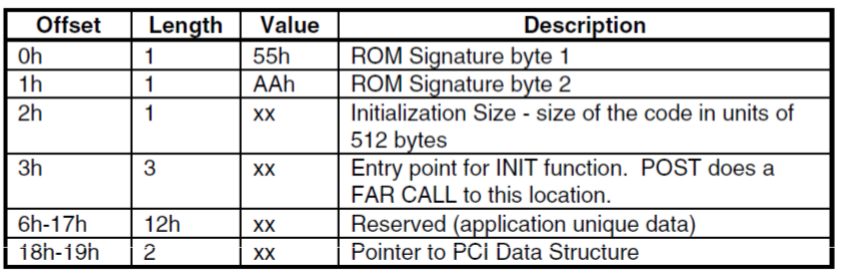 Offset Length Value Description
0h 1 55h ROM Signature byte 1
1h 1 AAh ROM Signature byte 2
2h 1 xx Initialization Size - size of the code in units of
512 bytes
3h 3 xx Entry point for INIT function. POST does a
FAR CALL to this location.
6h-17h 12h xx Reserved (application unique data)
18h-19h 2 xx Pointer to PCI Data Structure